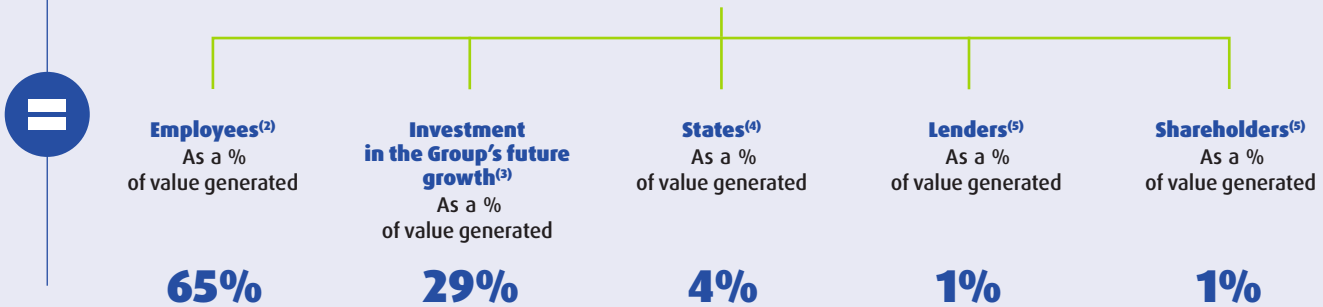 Employees(2)
As a %
of value generated
65%
Investment
in the Group's future
growth(3)
As a %
of value generated
29%
States(4)
As a %
of value generated
4%
Lenders(5)
As a %
of value generated
1%
Shareholders(5)
As a %
of value generated
1%